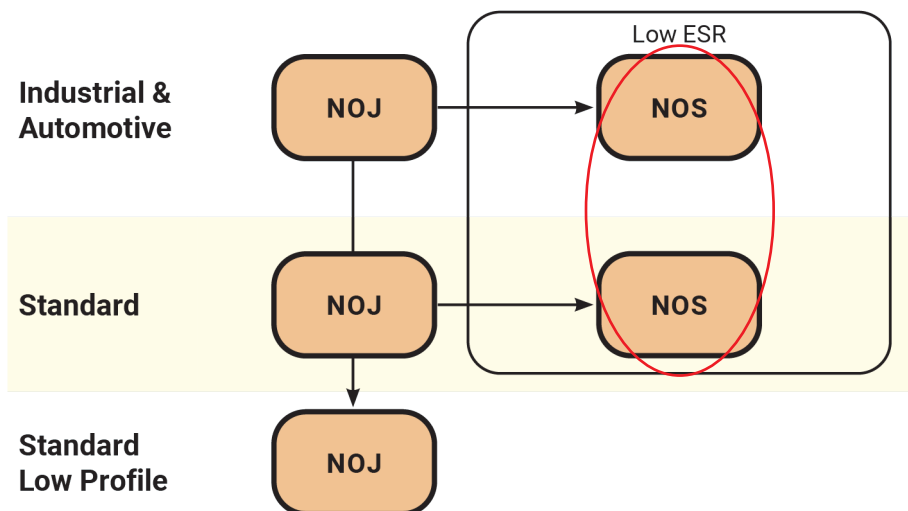 Low ESR
Industrial &
Automotive
NOJ
NOS
Standard
NOJ
NOS
Standard
Low Profile
NOJ